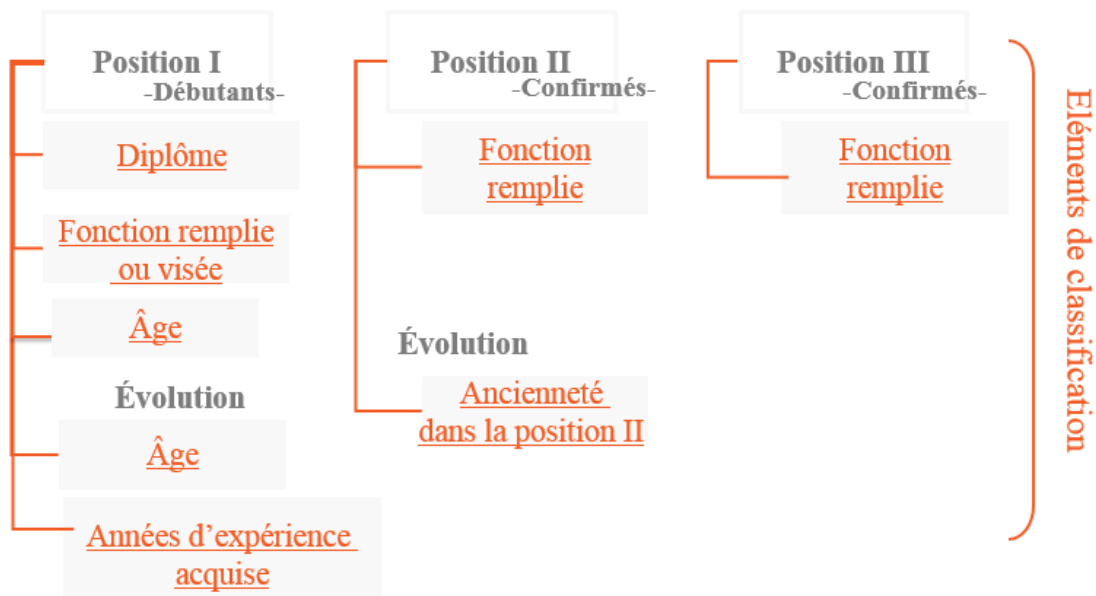 Position I
-Débutants-
Diplôme
Fonction remplie
ou visée
Âge
Évolution
Âge
Années d’expérience
acquise
Position II
-Confirmés-
Fonction
remplie
Évolution
Ancienneté
dans la position II
Position III
-Confirmés-
Fonction
remplie
Eléments de classification